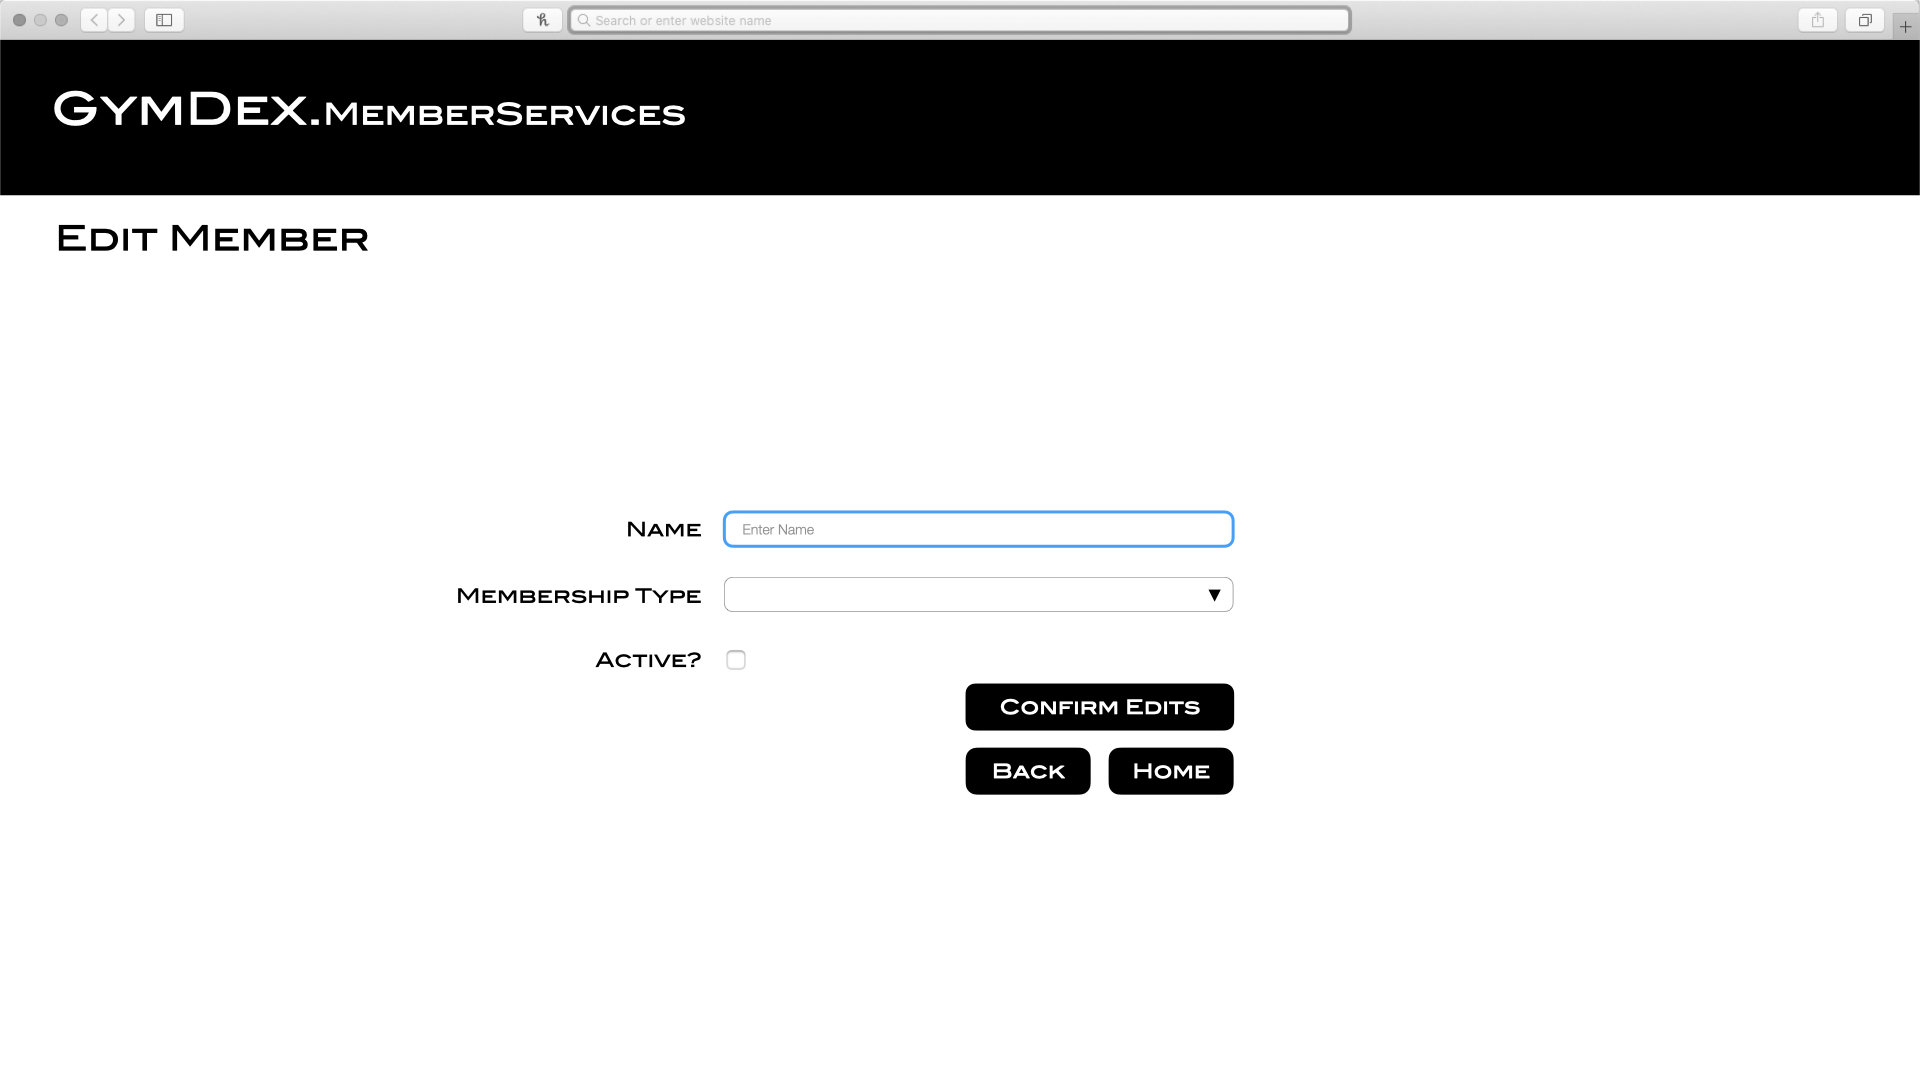 Search or enter website name
GymDex.MemberServices
Edit Member
Name
Enter Name
Membership Type
Active?
Confirm Edits
Back Home